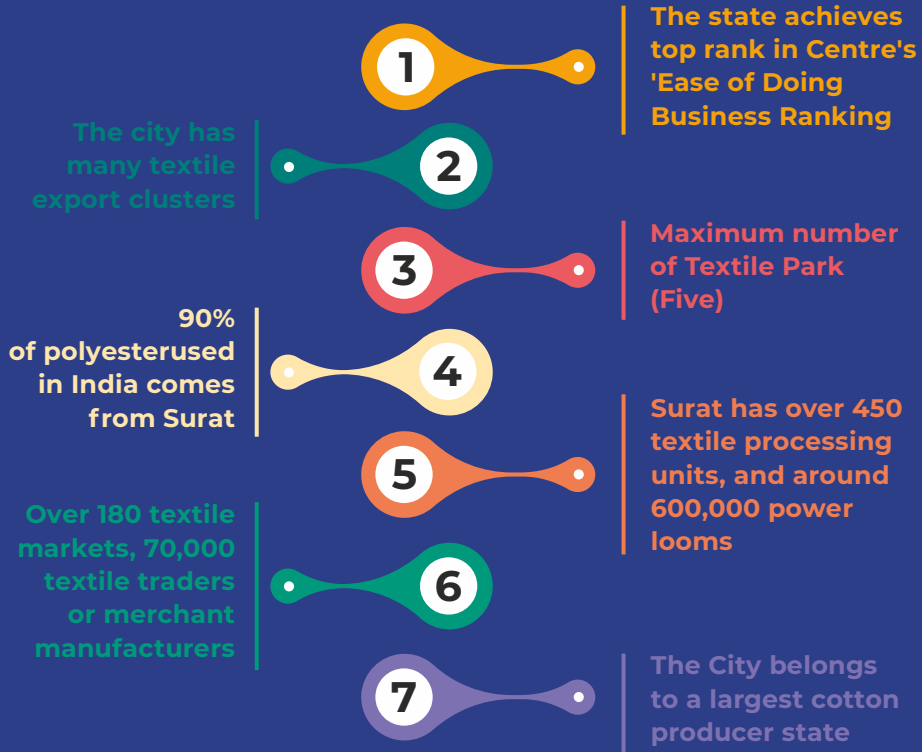 1
The state achieves
top rank in Centre's
'Ease of Doing
Business Ranking
2
The city has
many textile
export clusters
3
Maximum number
of Textile Park
(Five)
4
90%
of polyesterused
in India comes
from Surat
5
Surat has over 450
textile processing
units, and around
600,000 power
looms
6
Over 180 textile
markets, 70,000
textile traders
or merchant
manufacturers
7
The City belongs
to a largest cotton
producer state